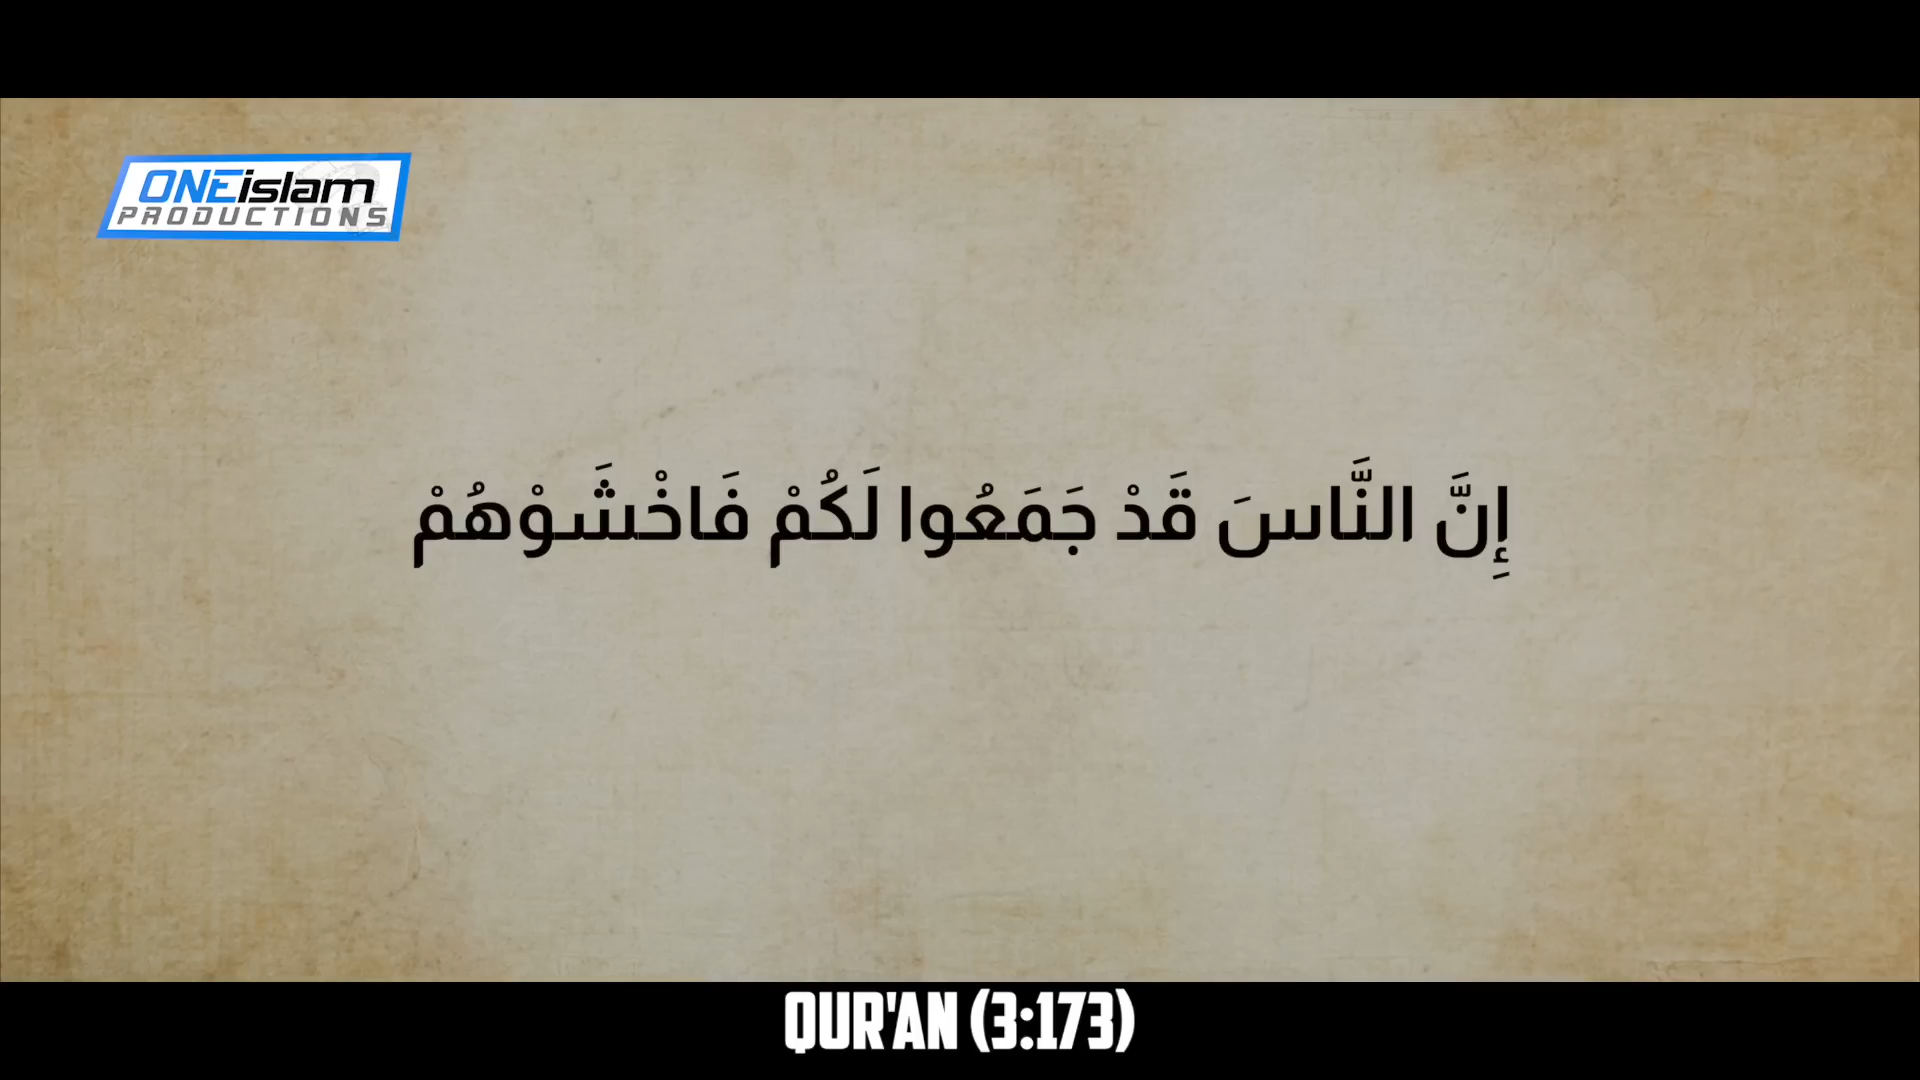 ONEislam
PRODUCTIONS
إِنَّ النَّاسَ قَدْ جَمَعُوا لَكُمْ فَاخْشَوْهُمْ
QUR'AN (3:173)